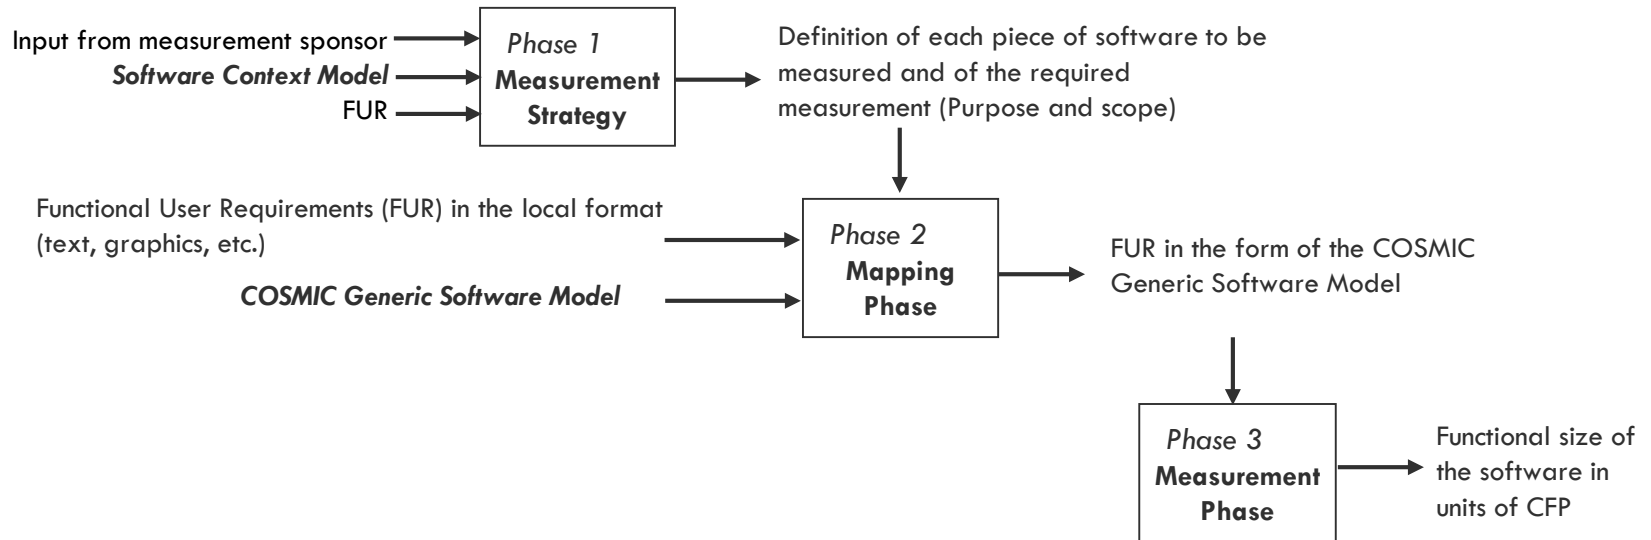 Input from measurement sponsor
Software Context Model
FUR
Phase 1
Measurement
Strategy
Definition of each piece of software to be
measured and of the required
measurement (Purpose and scope)
Functional User Requirements (FUR) in the local format
(text, graphics, etc.)
COSMIC Generic Software Model
Phase 2
Mapping
Phase
FUR in the form of the COSMIC
Generic Software Model
Phase 3
Measurement
Phase
Functional size of
the software in
units of CFP